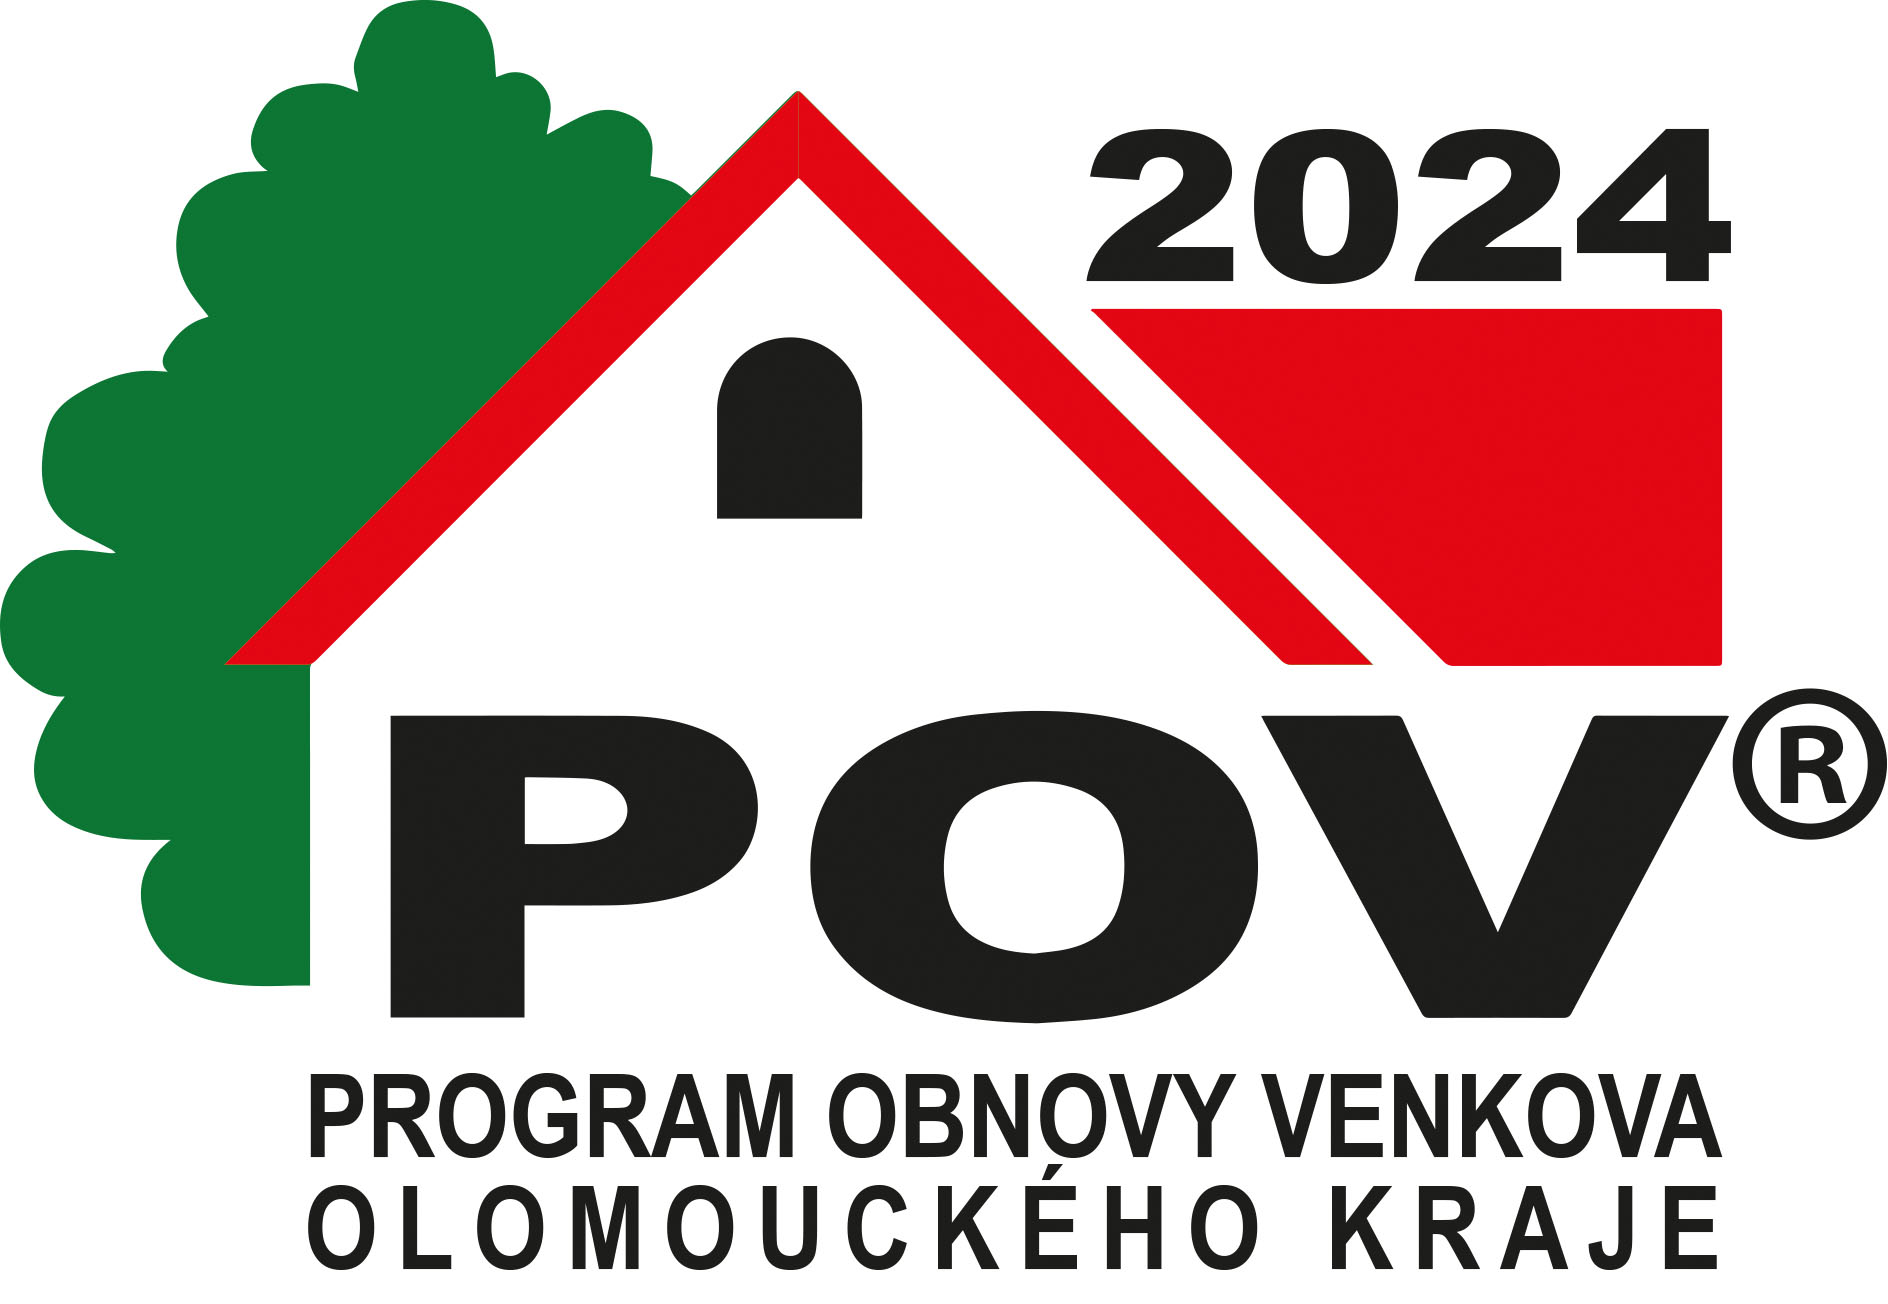 2024
POV®
PROGRAM OBNOVY VENKOVA
OLOMOUCKÉHO KRAJE